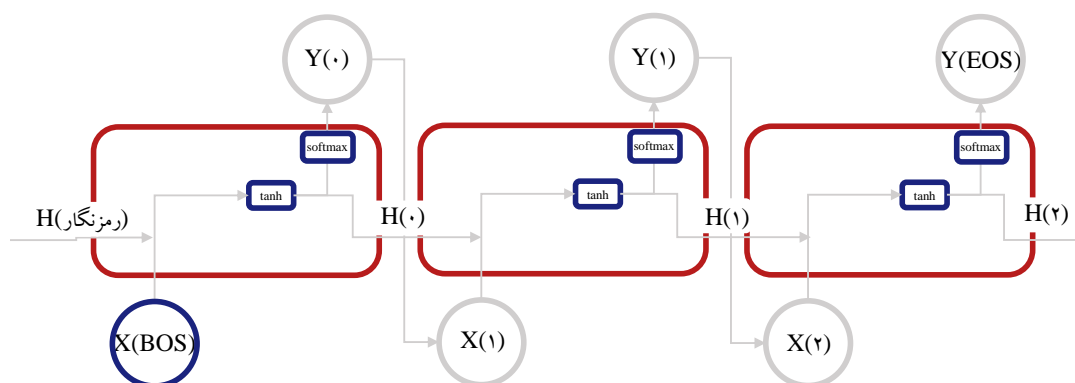 Y(۰)
Y(۱)
Y(EOS)
softmax
softmax
softmax
tanh
tanh
tanh
H(رمزنگار)
H(۰)
H(۱)
H(۲)
X(BOS)
X(۱)
X(۲)